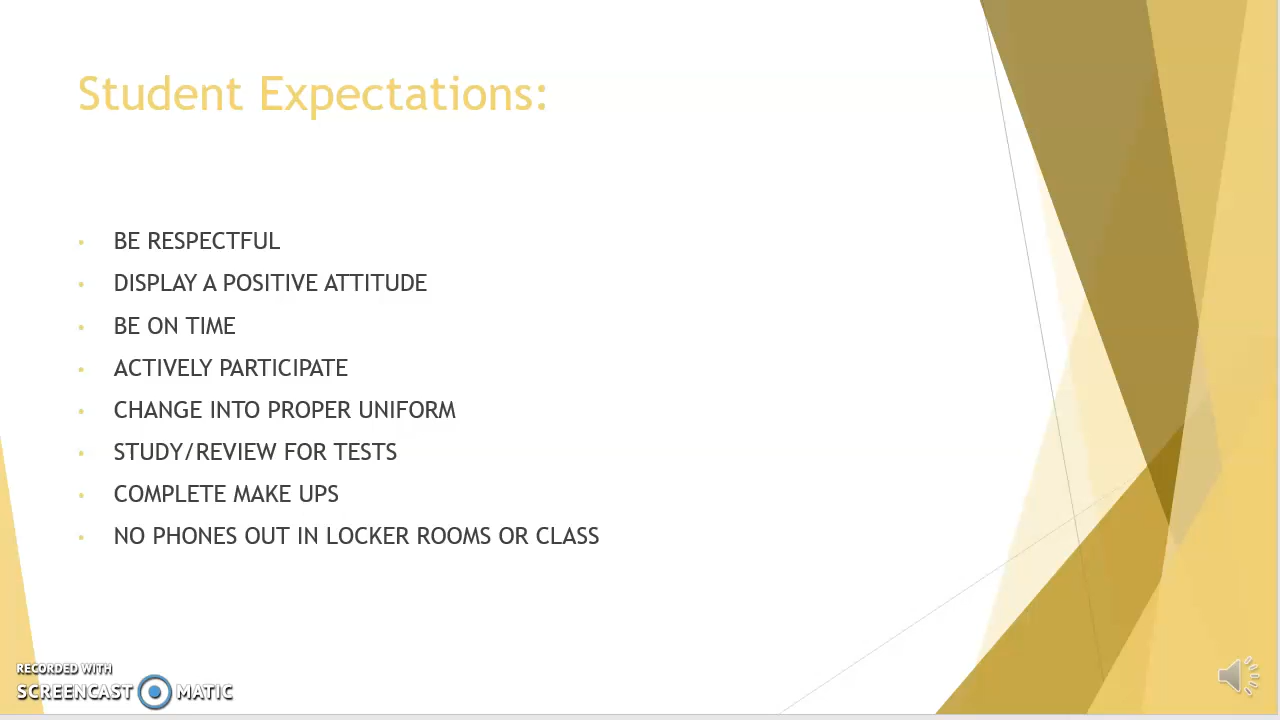 Student Expectations:
BE RESPECTFUL
DISPLAY A POSITIVE ATTITUDE
BE ON TIME
ACTIVELY PARTICIPATE
CHANGE INTO PROPER UNIFORM
STUDY/REVIEW FOR TESTS
COMPLETE MAKE UPS
NO PHONES OUT IN LOCKER ROOMS OR CLASS
RECORDED WITH
SCREENCAST MATIC